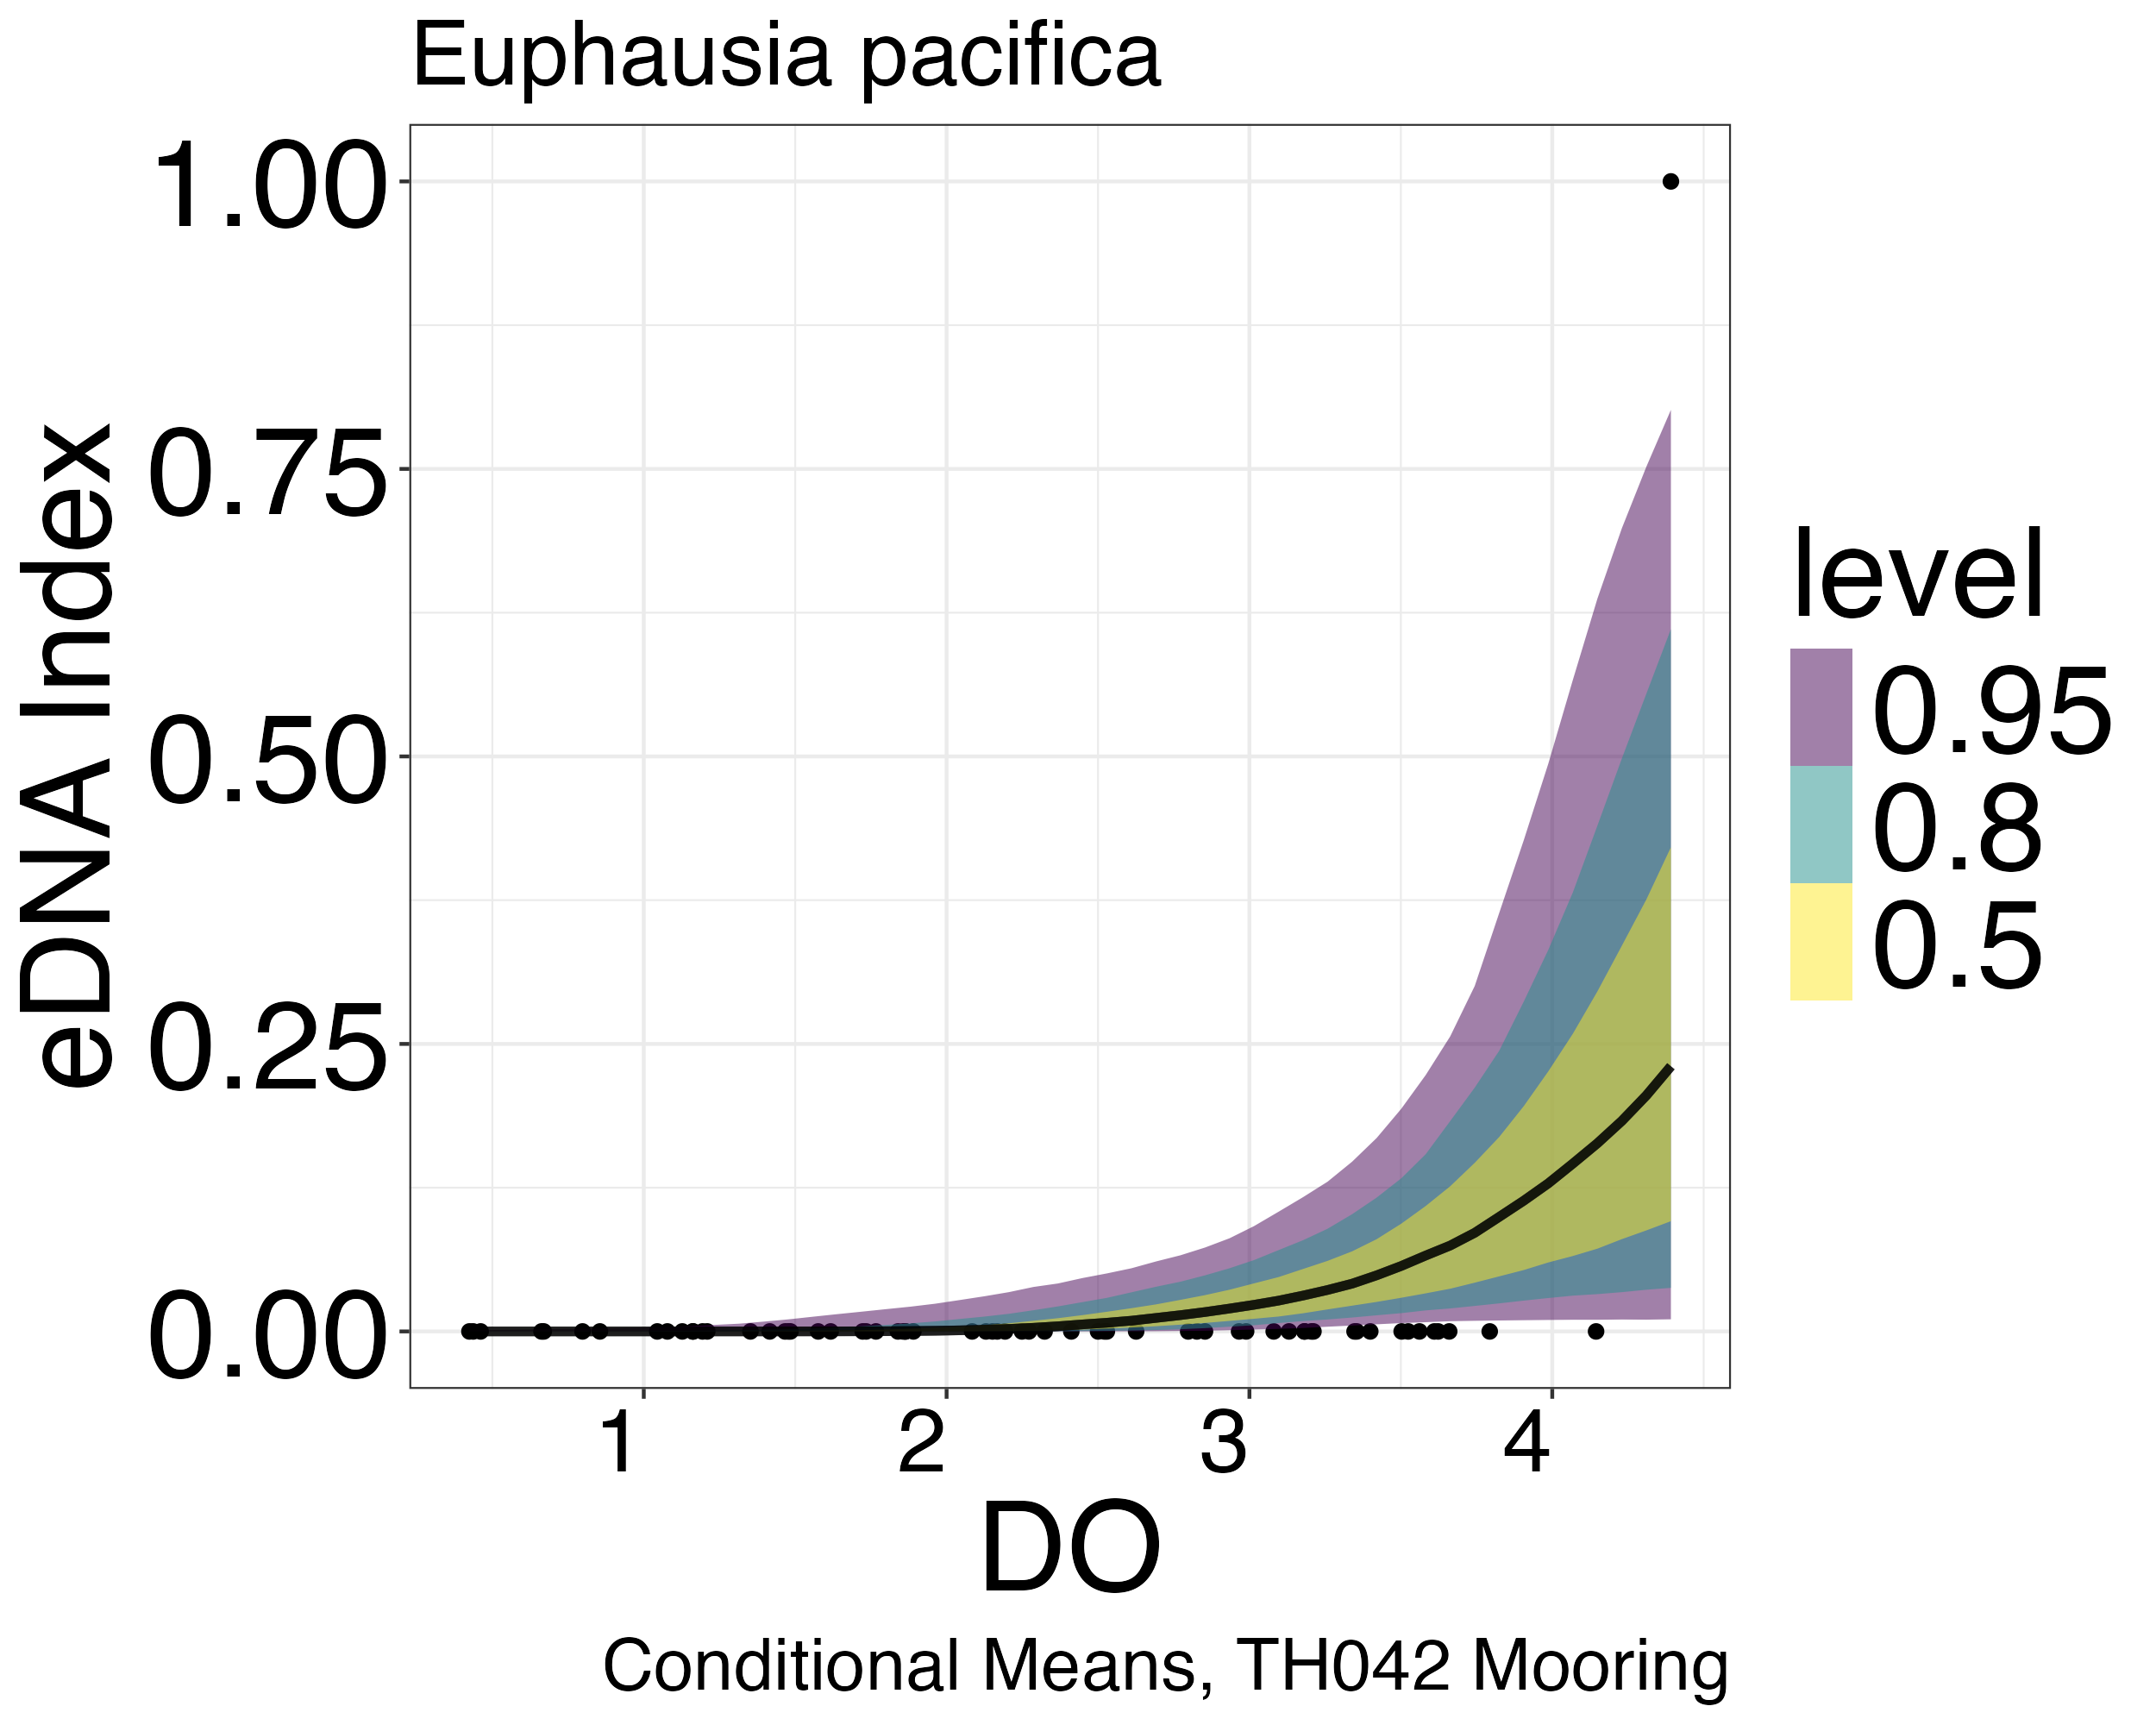 Euphausia pacifica
1.00
0.75
0.50
0.25
0.00
eDNA Index
1 2 3 4
DO
Conditional Means, TH042 Mooring
level
0.95
0.8
0.5